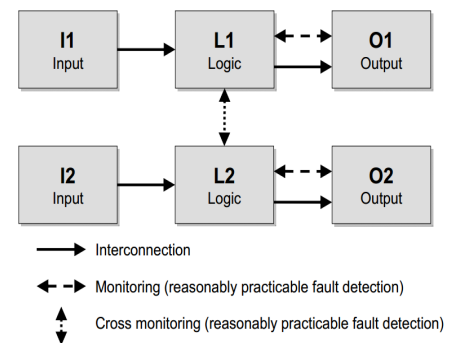 I1
Input
L1
Logic
O1
Output
I2
Input
L2
Logic
O2
Output
Interconnection
Monitoring (reasonably practicable fault detection)
Cross monitoring (reasonably practicable fault detection)